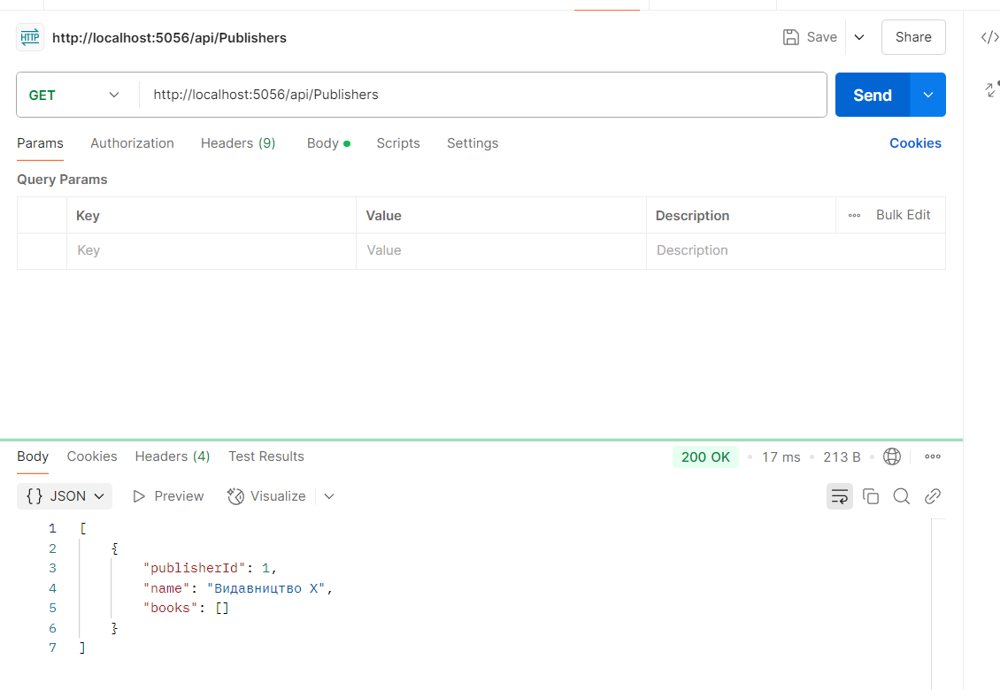 HTTP http://localhost:5056/api/Publishers Save Share </>
GET http://localhost:5056/api/Publishers Send
Params Authorization Headers (9) Body Scripts Settings Cookies
Query Params
Key Value Description Bulk Edit
Key Value Description
Body Cookies Headers (4) Test Results 200 OK 17 ms 213 B
{} JSON Preview Visualize
1 [
2 {
3 "publisherId": 1,
4 "name": "Видавництво X",
5 "books": []
6 }
7 ]